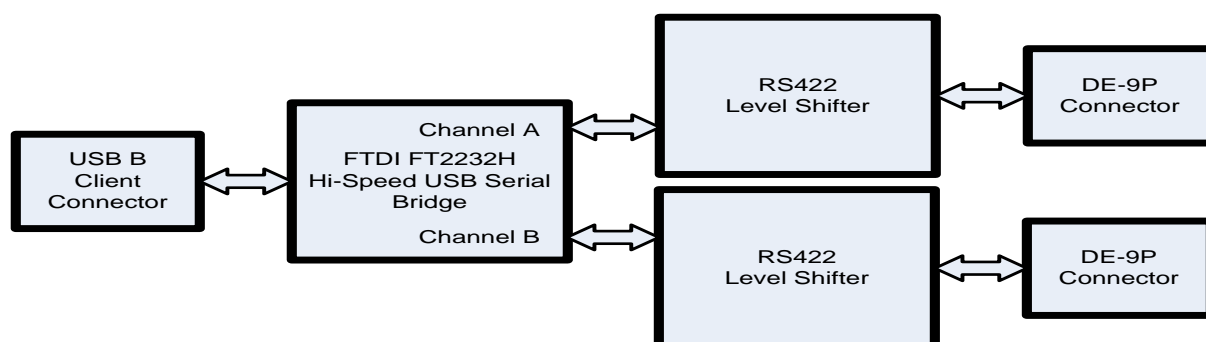 USB B
Client
Connector
Channel A
FTDI FT2232H
Hi-Speed USB Serial
Bridge
Channel B
RS422
Level Shifter
DE-9P
Connector
RS422
Level Shifter
DE-9P
Connector